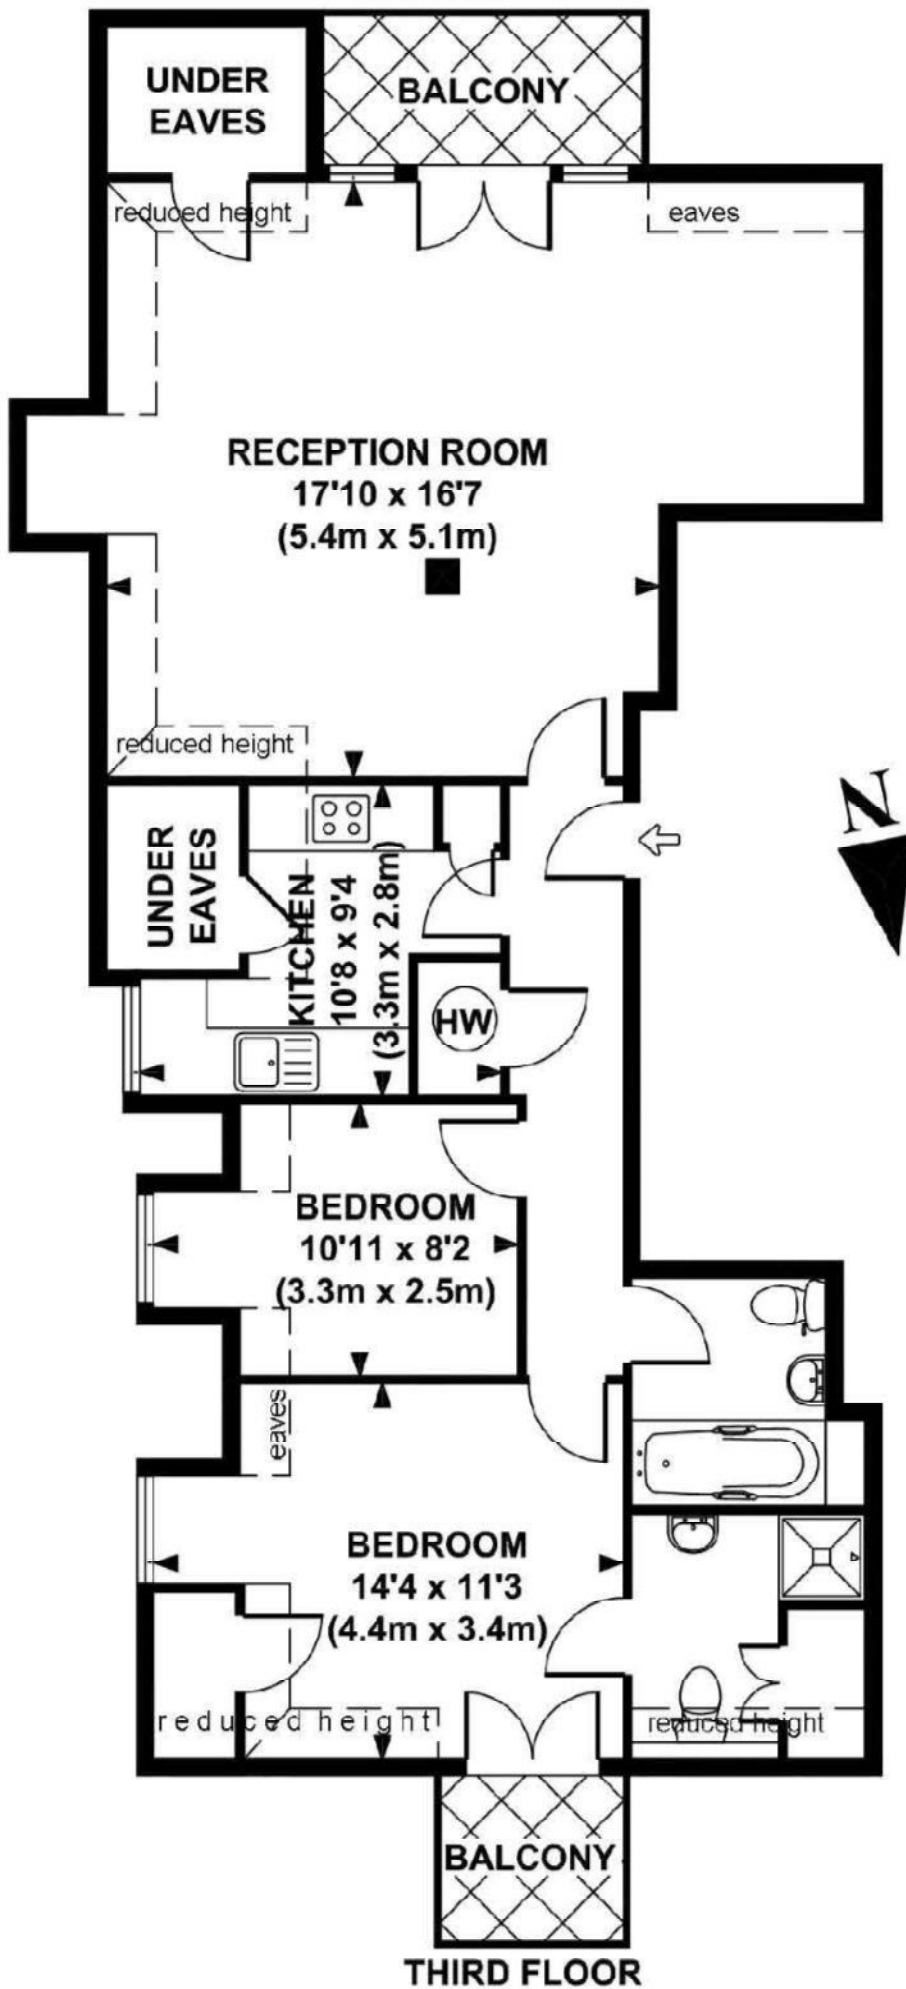 UNDER
EAVES
BALCONY
reduced height
eaves
RECEPTION ROOM
17'10 x 16'7
(5.4m x 5.1m)
reduced height
UNDER
EAVES
KITCHEN
10'8 x 9'4
(3.3m x 2.8m)
N
HW
BEDROOM
10'11 x 8'2
(3.3m x 2.5m)
eaves
BEDROOM
14'4 x 11'3
(4.4m x 3.4m)
reduced height
reduced height
BALCONY
THIRD FLOOR